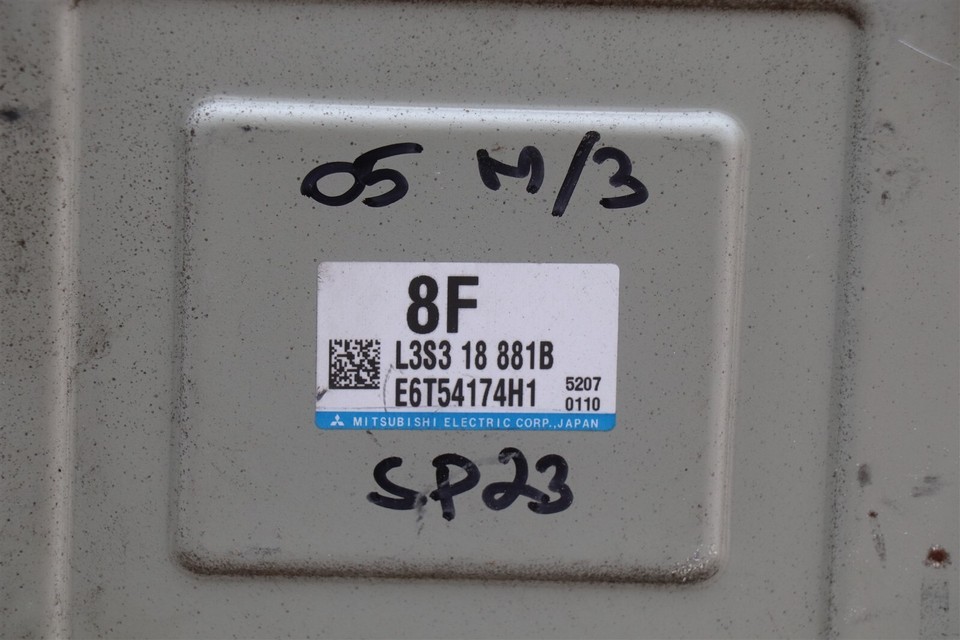 05 M/3
8F
L3S3 18 881B
E6T54174H1 5207
0110
MITSUBISHI ELECTRIC CORP.,JAPAN
SP23